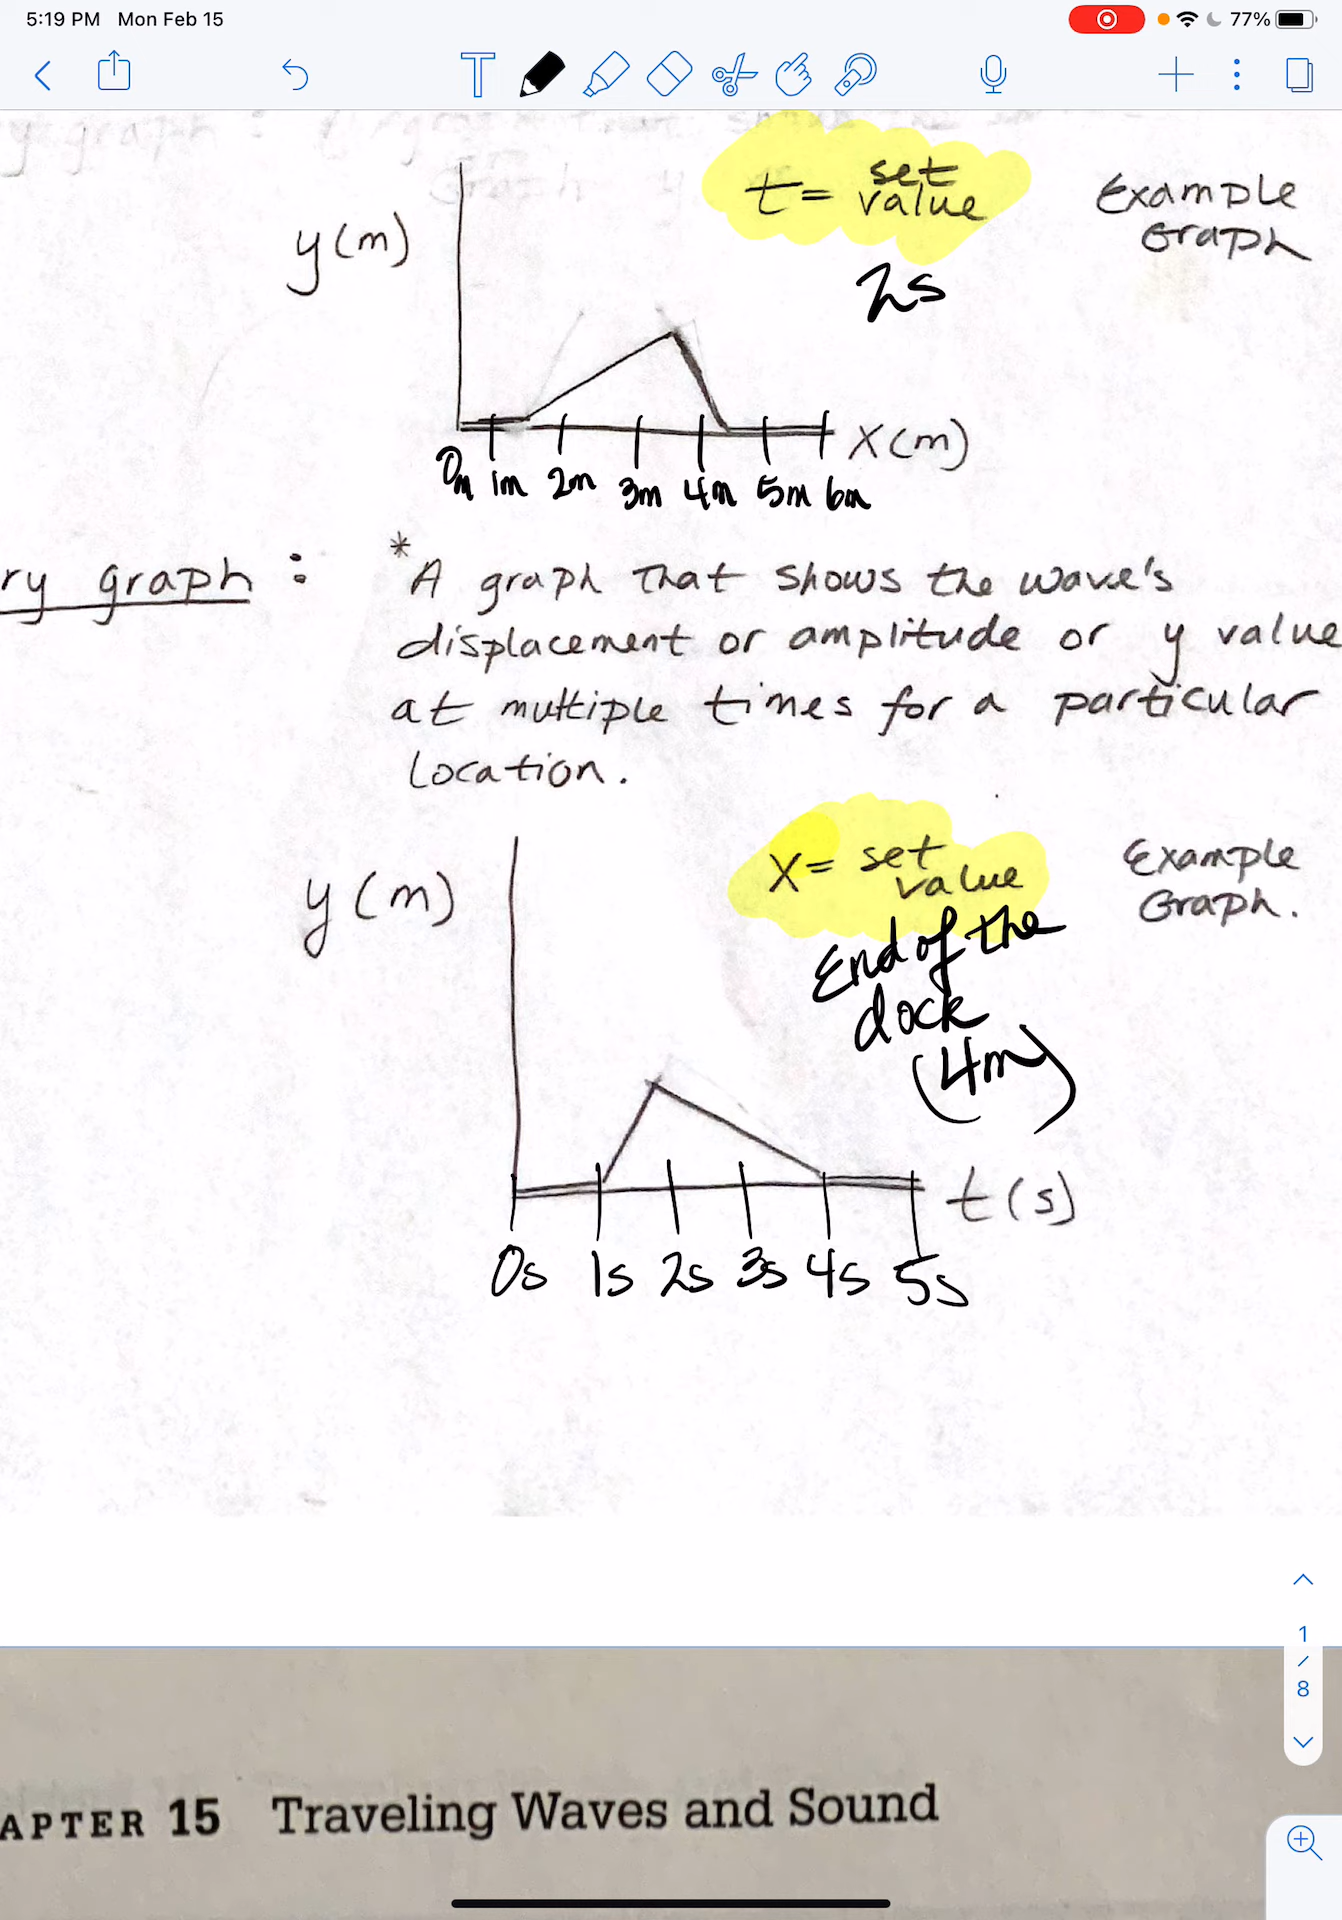 5:19 PM Mon Feb 15
77%
y graph :
t = set value
Example
Graph
y(m)
2s
x(m)
0m 1m 2m 3m 4m 5m 6m
ry graph :
*A graph that shows the wave's
displacement or amplitude or y value
at multiple times for a particular
location.
x = set value
Example
Graph.
y(m)
End of the
dock
(4m)
t(s)
0s 1s 2s 3s 4s 5s
1
/
8
APTER 15 Traveling Waves and Sound